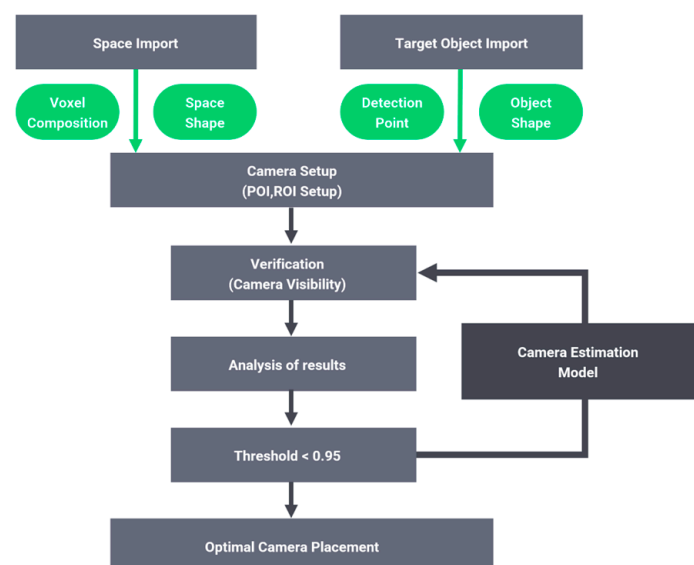 Space Import
Target Object Import
Voxel
Composition
Space
Shape
Detection
Point
Object
Shape
Camera Setup
(POI,ROI Setup)
Verification
(Camera Visibility)
Camera Estimation
Model
Analysis of results
Threshold < 0.95
Optimal Camera Placement